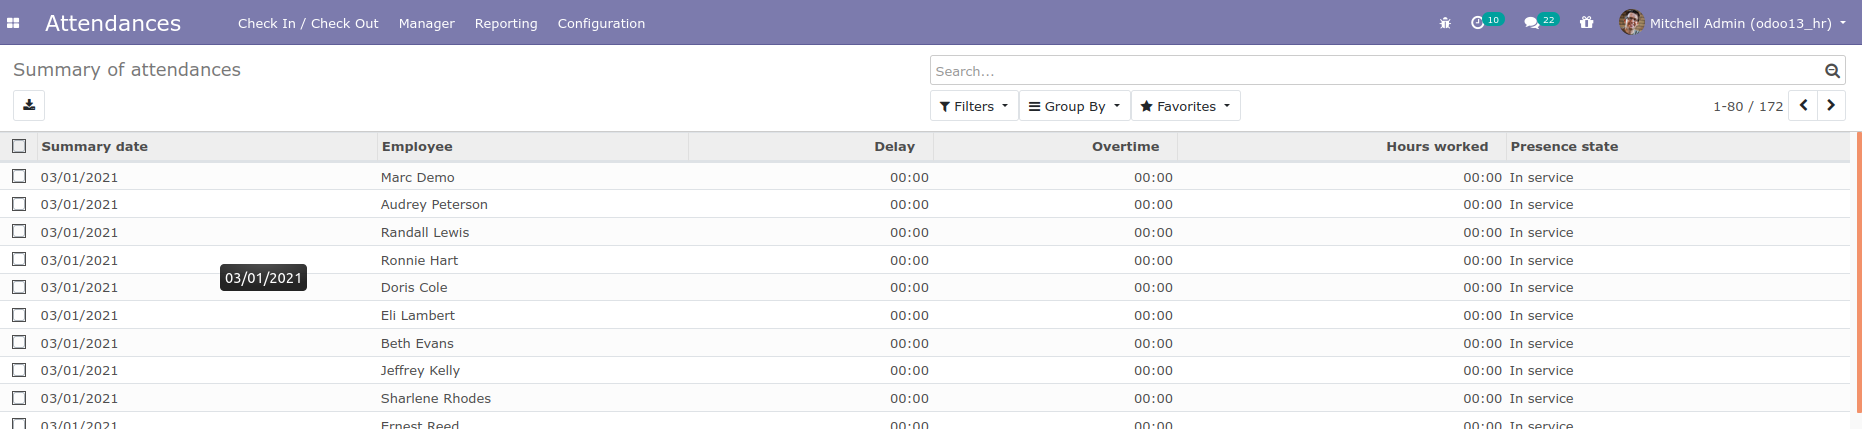 Attendances Check In / Check Out Manager Reporting Configuration 10 22 Mitchell Admin (odoo13_hr)
Summary of attendances
Search...
Filters Group By Favorites 1-80 / 172
Summary date Employee Delay Overtime Hours worked Presence state
03/01/2021 Marc Demo 00:00 00:00 00:00 In service
03/01/2021 Audrey Peterson 00:00 00:00 00:00 In service
03/01/2021 Randall Lewis 00:00 00:00 00:00 In service
03/01/2021 Ronnie Hart 00:00 00:00 00:00 In service
03/01/2021
03/01/2021 Doris Cole 00:00 00:00 00:00 In service
03/01/2021 Eli Lambert 00:00 00:00 00:00 In service
03/01/2021 Beth Evans 00:00 00:00 00:00 In service
03/01/2021 Jeffrey Kelly 00:00 00:00 00:00 In service
03/01/2021 Sharlene Rhodes 00:00 00:00 00:00 In service
03/01/2021 Ernest Reed 00:00 00:00 00:00 In service